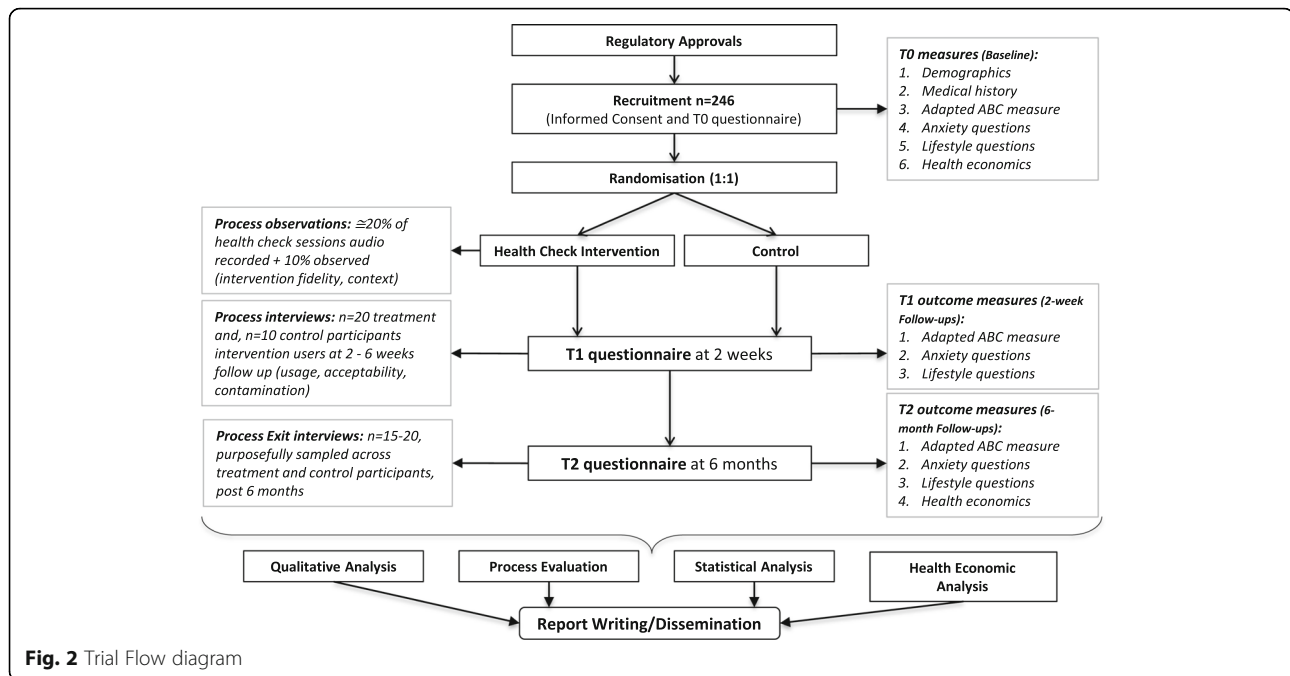 Regulatory Approvals
Recruitment n=246
(Informed Consent and T0 questionnaire)
T0 measures (Baseline):
1. Demographics
2. Medical history
3. Adapted ABC measure
4. Anxiety questions
5. Lifestyle questions
6. Health economics
Randomisation (1:1)
Process observations: ≅20% of
health check sessions audio
recorded + 10% observed
(intervention fidelity, context)
Health Check Intervention
Control
Process interviews: n=20 treatment
and, n=10 control participants
intervention users at 2 - 6 weeks
follow up (usage, acceptability,
contamination)
T1 questionnaire at 2 weeks
T1 outcome measures (2-week
Follow-ups):
1. Adapted ABC measure
2. Anxiety questions
3. Lifestyle questions
Process Exit interviews: n=15-20,
purposefully sampled across
treatment and control participants,
post 6 months
T2 questionnaire at 6 months
T2 outcome measures (6-
month Follow-ups):
1. Adapted ABC measure
2. Anxiety questions
3. Lifestyle questions
4. Health economics
Qualitative Analysis
Process Evaluation
Statistical Analysis
Health Economic
Analysis
Report Writing/Dissemination
Fig. 2 Trial Flow diagram